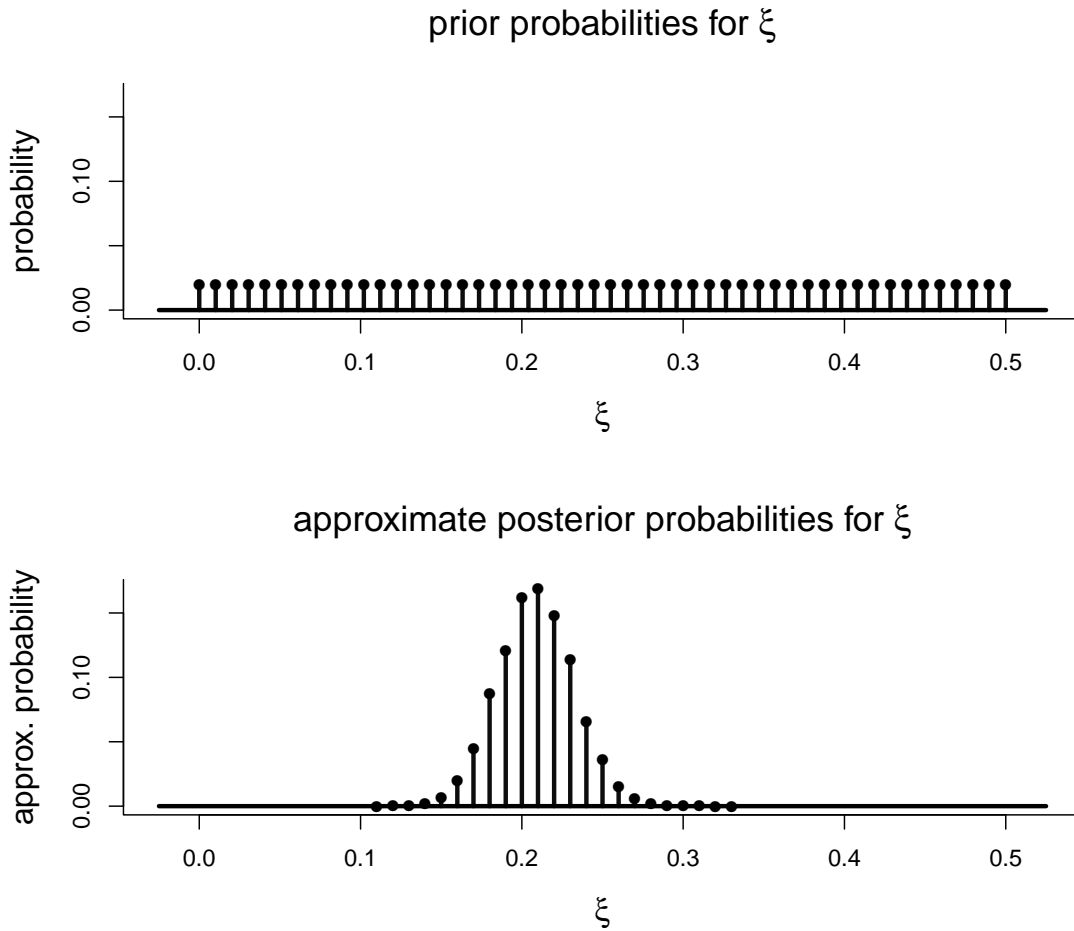 prior probabilities for ξ
probability
0.10
0.00
0.0 0.1 0.2 0.3 0.4 0.5
ξ
approximate posterior probabilities for ξ
approx. probability
0.10
0.00
0.0 0.1 0.2 0.3 0.4 0.5
ξ